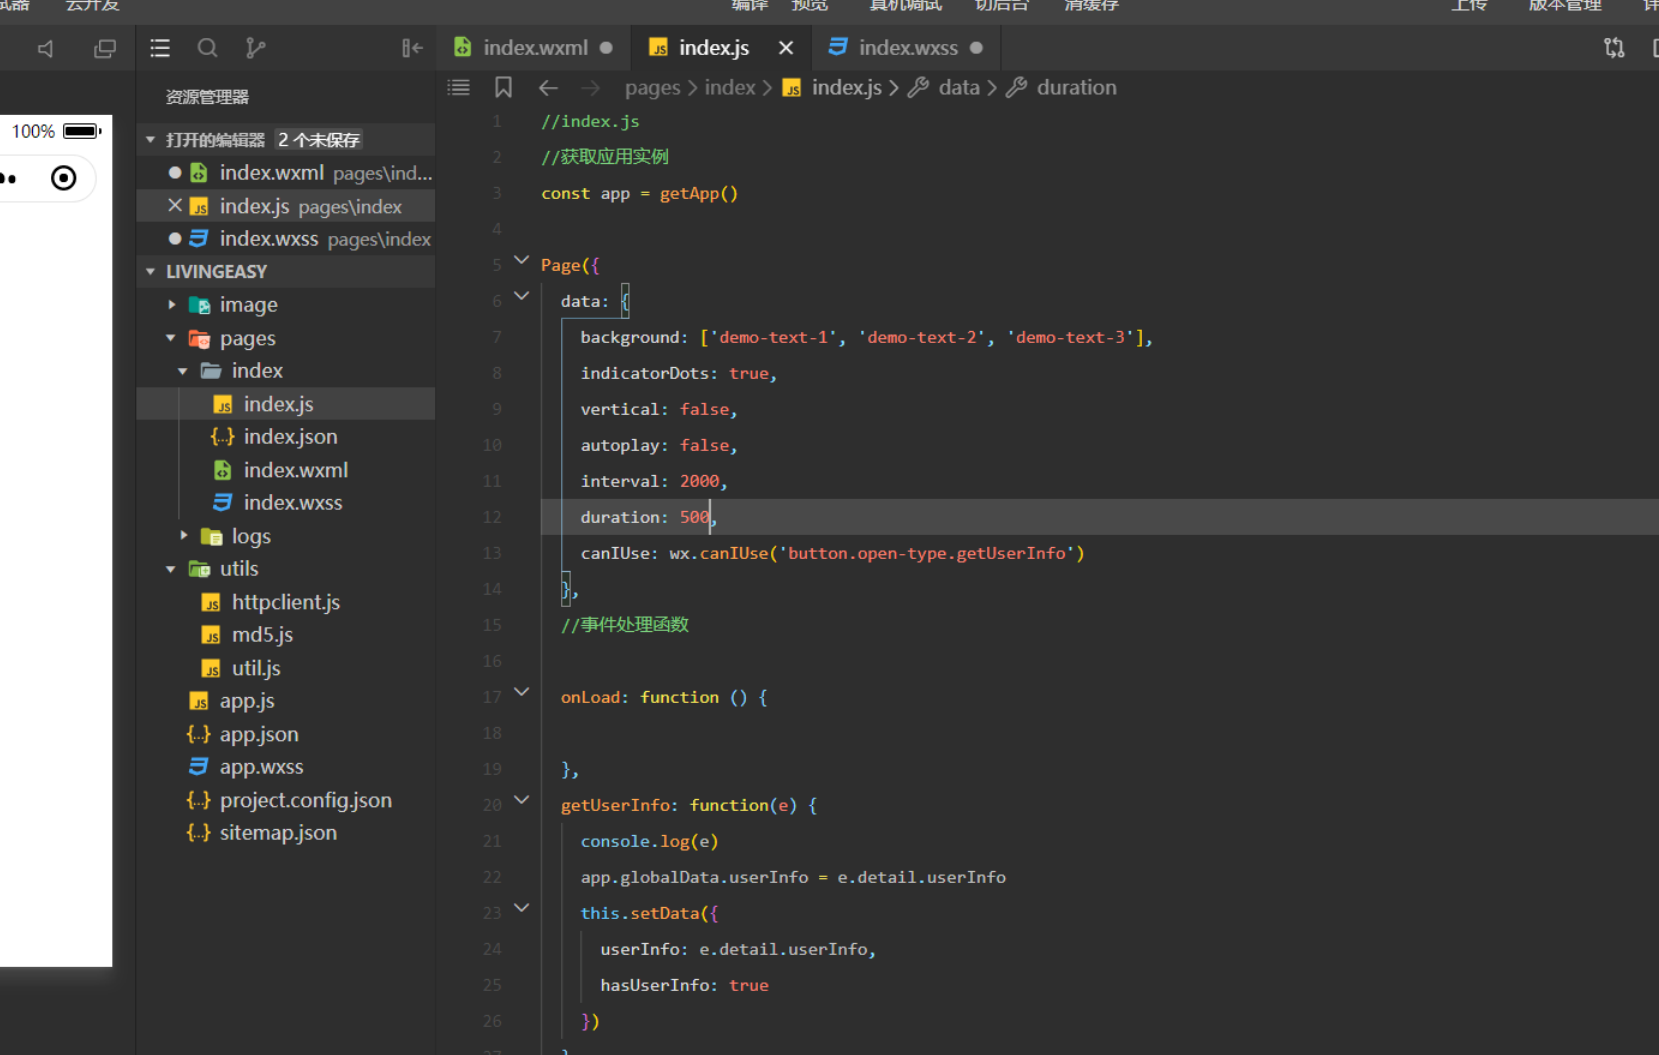 试器 云开发 编译 预览 真机调试 切后台 清缓存 上传 版本管理 详
index.wxml index.js index.wxss
资源管理器
pages index index.js data duration
100%
打开的编辑器 2 个未保存
index.wxml pages\ind...
index.js pages\index
index.wxss pages\index
LIVINGEASY
image
pages
index
index.js
index.json
index.wxml
index.wxss
logs
utils
httpclient.js
md5.js
util.js
app.js
app.json
app.wxss
project.config.json
sitemap.json
1 //index.js
2 //获取应用实例
3 const app = getApp()
4
5 Page({
6 data: {
7 background: ['demo-text-1', 'demo-text-2', 'demo-text-3'],
8 indicatorDots: true,
9 vertical: false,
10 autoplay: false,
11 interval: 2000,
12 duration: 500,
13 canIUse: wx.canIUse('button.open-type.getUserInfo')
14 },
15 //事件处理函数
16
17 onLoad: function () {
18
19 },
20 getUserInfo: function(e) {
21 console.log(e)
22 app.globalData.userInfo = e.detail.userInfo
23 this.setData({
24 userInfo: e.detail.userInfo,
25 hasUserInfo: true
26 })
27 }